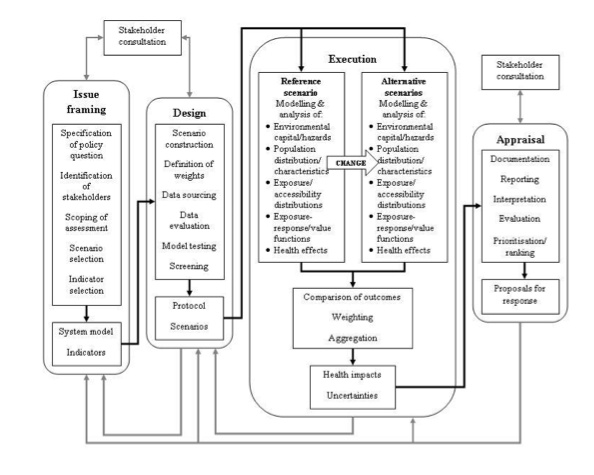 Stakeholder
consultation
Issue
framing
Specification
of policy
question
Identification
of
stakeholders
Scoping of
assessment
Scenario
selection
Indicator
selection
System model
Indicators
Design
Scenario
construction
Definition of
weights
Data sourcing
Data
evaluation
Model testing
Screening
Protocol
Scenarios
Execution
Reference
scenario
Modelling &
analysis of:
• Environmental
capital/hazards
• Population
distribution/
characteristics
• Exposure/
accessibility
distributions
• Exposure-
response/value
functions
• Health effects
CHANGE
Alternative
scenarios
Modelling &
analysis of:
• Environmental
capital/hazards
• Population
distribution/
characteristics
• Exposure/
accessibility
distributions
• Exposure-
response/value
functions
• Health effects
Comparison of outcomes
Weighting
Aggregation
Health impacts
Uncertainties
Stakeholder
consultation
Appraisal
Documentation
Reporting
Interpretation
Evaluation
Prioritisation/
ranking
Proposals for
response